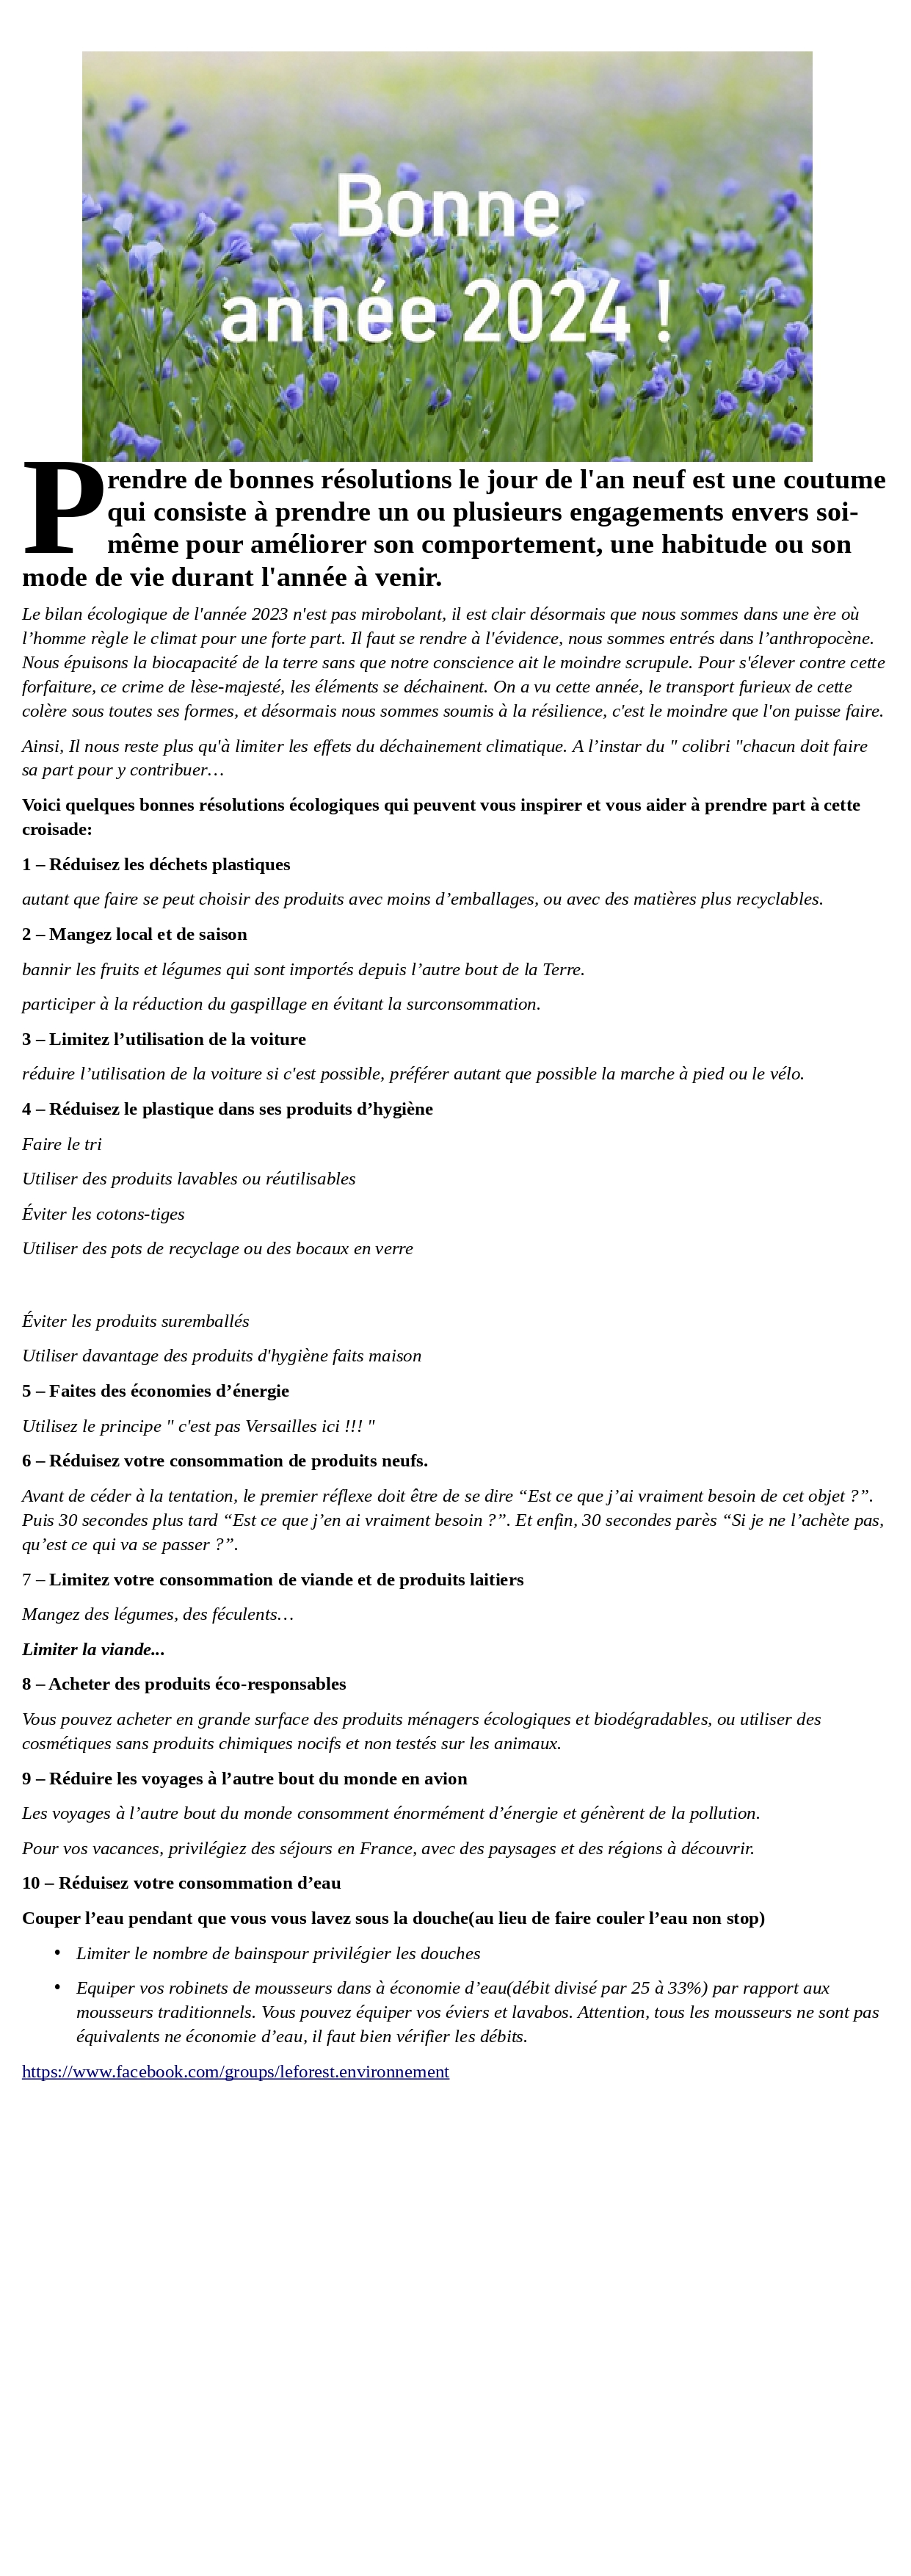 Bonne
année 2024 !
Prendre de bonnes résolutions le jour de l'an neuf est une coutume
qui consiste à prendre un ou plusieurs engagements envers soi-
même pour améliorer son comportement, une habitude ou son
mode de vie durant l'année à venir.
Le bilan écologique de l'année 2023 n'est pas mirobolant, il est clair désormais que nous sommes dans une ère où
l’homme règle le climat pour une forte part. Il faut se rendre à l'évidence, nous sommes entrés dans l’anthropocène.
Nous épuisons la biocapacité de la terre sans que notre conscience ait le moindre scrupule. Pour s'élever contre cette
forfaiture, ce crime de lèse-majesté, les éléments se déchainent. On a vu cette année, le transport furieux de cette
colère sous toutes ses formes, et désormais nous sommes soumis à la résilience, c'est le moindre que l'on puisse faire.
Ainsi, Il nous reste plus qu'à limiter les effets du déchainement climatique. A l’instar du " colibri "chacun doit faire
sa part pour y contribuer…
Voici quelques bonnes résolutions écologiques qui peuvent vous inspirer et vous aider à prendre part à cette
croisade:
1 – Réduisez les déchets plastiques
autant que faire se peut choisir des produits avec moins d’emballages, ou avec des matières plus recyclables.
2 – Mangez local et de saison
bannir les fruits et légumes qui sont importés depuis l’autre bout de la Terre.
participer à la réduction du gaspillage en évitant la surconsommation.
3 – Limitez l’utilisation de la voiture
réduire l’utilisation de la voiture si c'est possible, préférer autant que possible la marche à pied ou le vélo.
4 – Réduisez le plastique dans ses produits d’hygiène
Faire le tri
Utiliser des produits lavables ou réutilisables
Éviter les cotons-tiges
Utiliser des pots de recyclage ou des bocaux en verre
Éviter les produits suremballés
Utiliser davantage des produits d'hygiène faits maison
5 – Faites des économies d’énergie
Utilisez le principe " c'est pas Versailles ici !!! "
6 – Réduisez votre consommation de produits neufs.
Avant de céder à la tentation, le premier réflexe doit être de se dire “Est ce que j’ai vraiment besoin de cet objet ?”.
Puis 30 secondes plus tard “Est ce que j’en ai vraiment besoin ?”. Et enfin, 30 secondes parès “Si je ne l’achète pas,
qu’est ce qui va se passer ?”.
7 – Limitez votre consommation de viande et de produits laitiers
Mangez des légumes, des féculents…
Limiter la viande...
8 – Acheter des produits éco-responsables
Vous pouvez acheter en grande surface des produits ménagers écologiques et biodégradables, ou utiliser des
cosmétiques sans produits chimiques nocifs et non testés sur les animaux.
9 – Réduire les voyages à l’autre bout du monde en avion
Les voyages à l’autre bout du monde consomment énormément d’énergie et génèrent de la pollution.
Pour vos vacances, privilégiez des séjours en France, avec des paysages et des régions à découvrir.
10 – Réduisez votre consommation d’eau
Couper l’eau pendant que vous vous lavez sous la douche(au lieu de faire couler l’eau non stop)
• Limiter le nombre de bainspour privilégier les douches
• Equiper vos robinets de mousseurs dans à économie d’eau(débit divisé par 25 à 33%) par rapport aux
mousseurs traditionnels. Vous pouvez équiper vos éviers et lavabos. Attention, tous les mousseurs ne sont pas
équivalents ne économie d’eau, il faut bien vérifier les débits.
https://www.facebook.com/groups/leforest.environnement